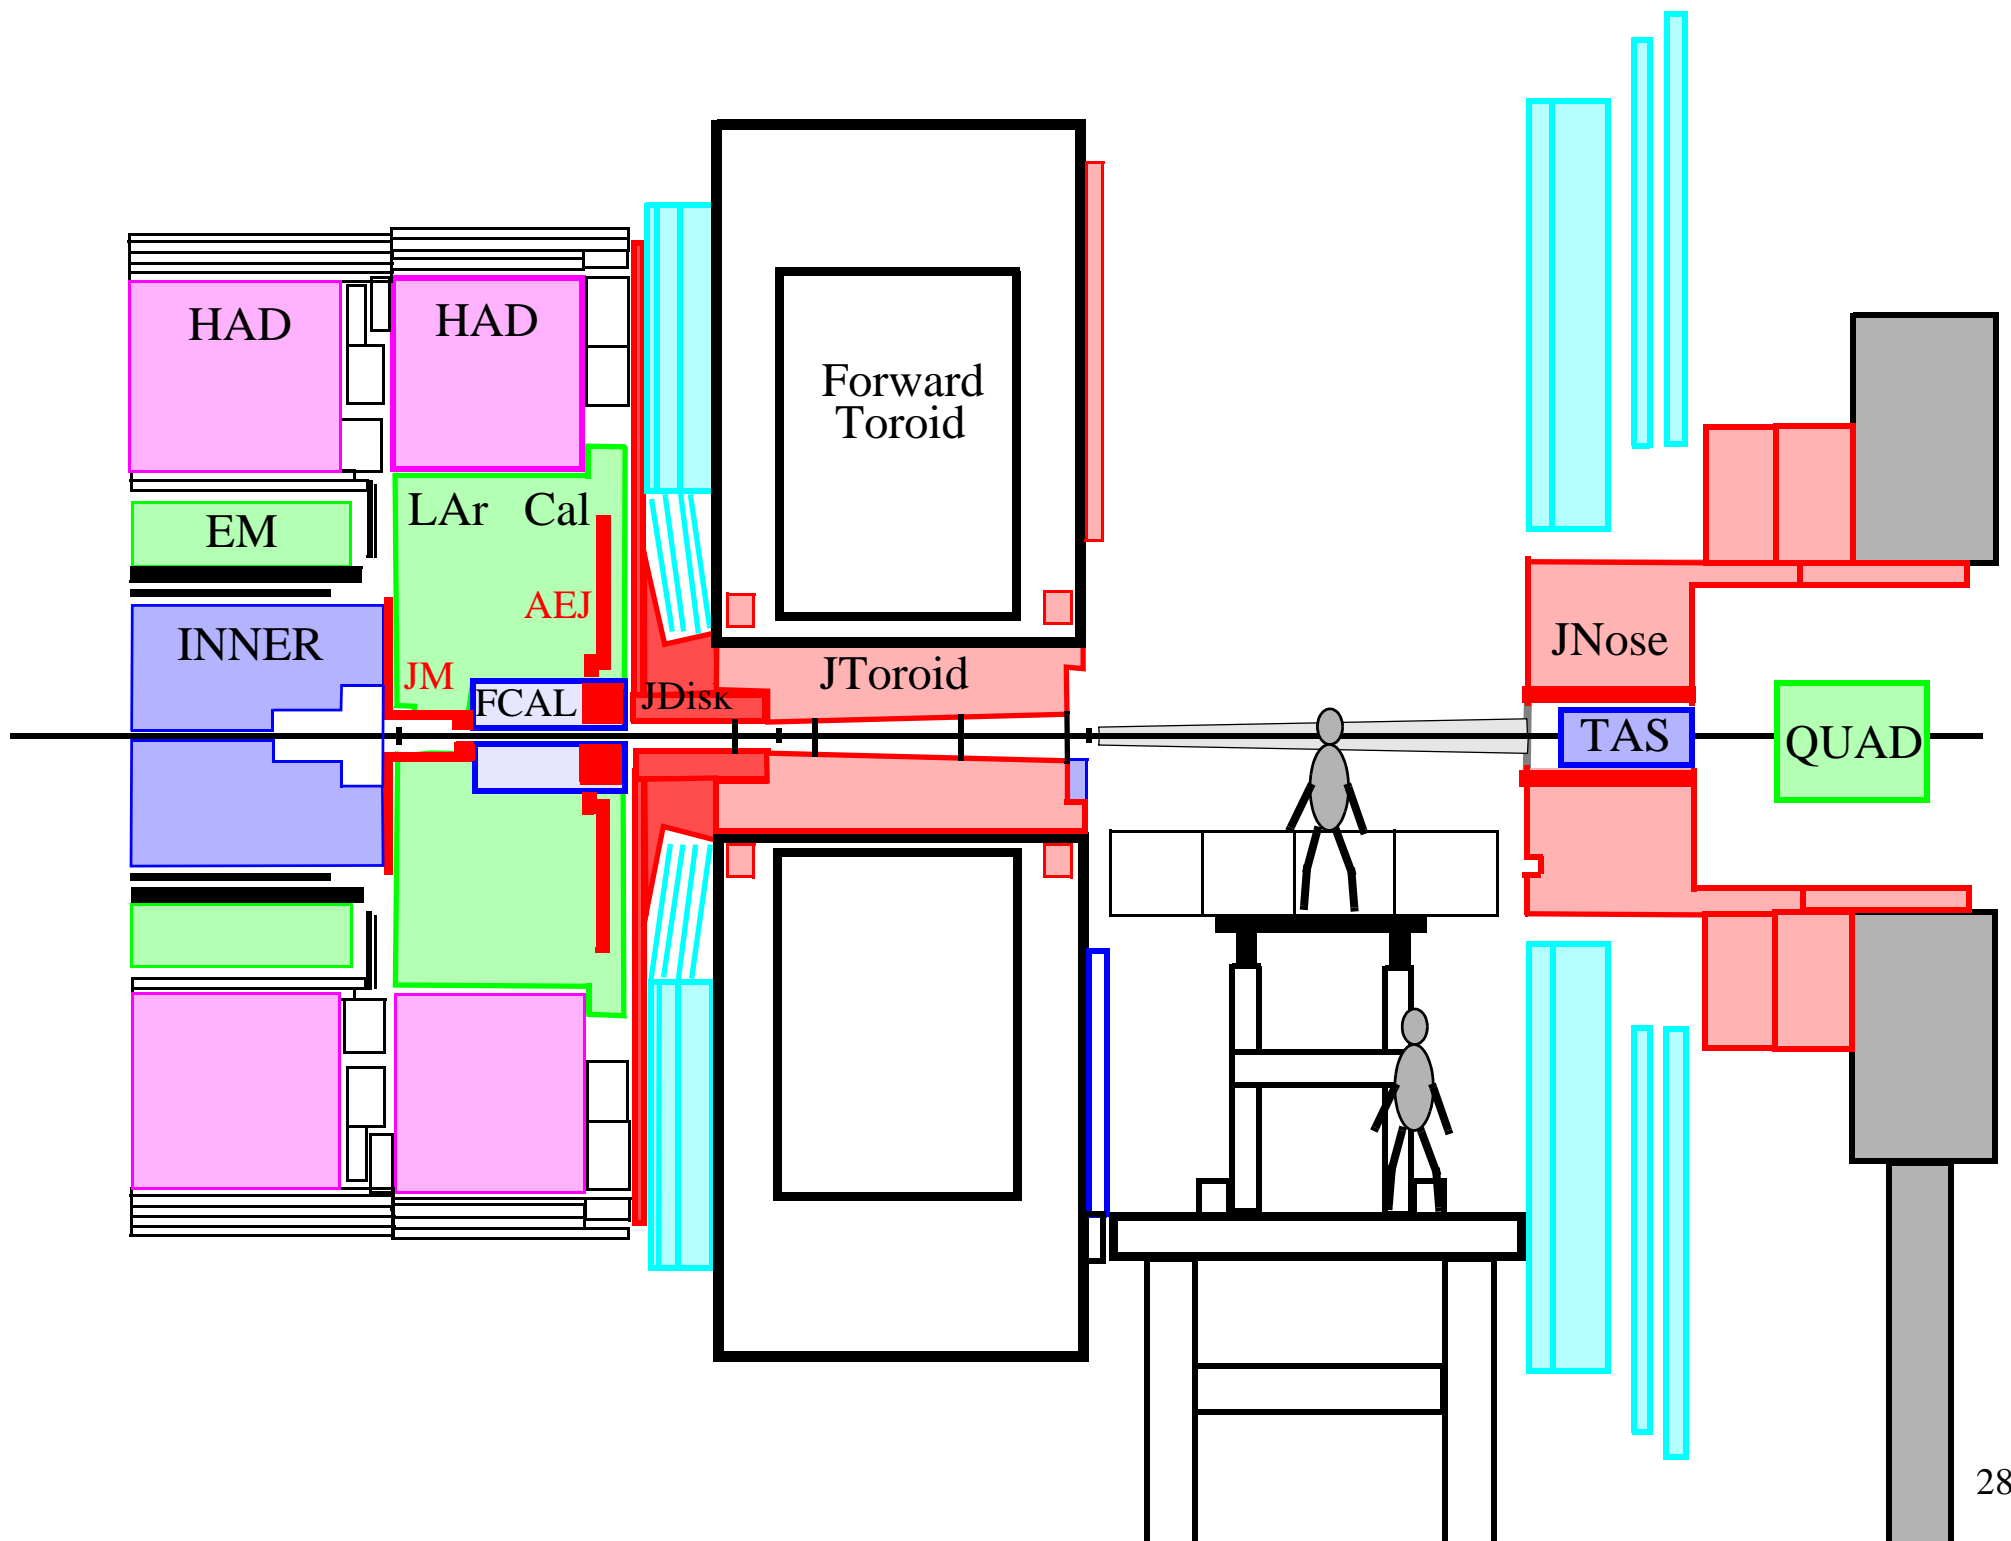 HAD
HAD
Forward
Toroid
LAr Cal
EM
AEJ
INNER
JM
FCAL
JDisk
JToroid
JNose
TAS
QUAD
28